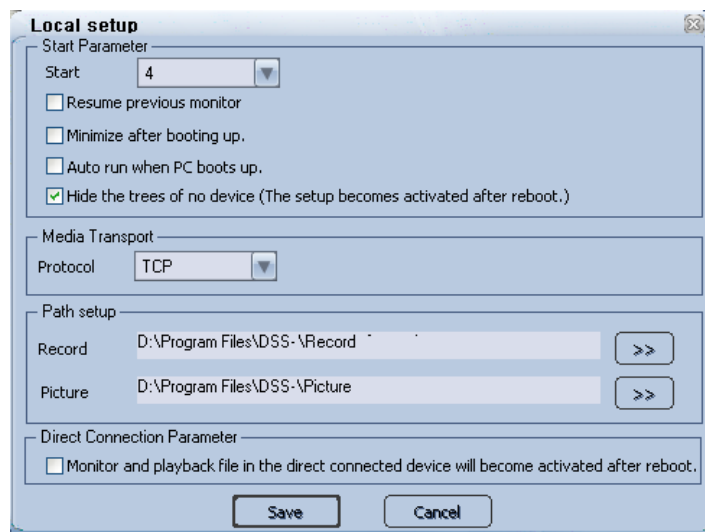 Local setup
Start Parameter
Start 4
Resume previous monitor
Minimize after booting up.
Auto run when PC boots up.
Hide the trees of no device (The setup becomes activated after reboot.)
Media Transport
Protocol TCP
Path setup
Record D:\Program Files\DSS-\Record >>
Picture D:\Program Files\DSS-\Picture >>
Direct Connection Parameter
Monitor and playback file in the direct connected device will become activated after reboot.
Save Cancel